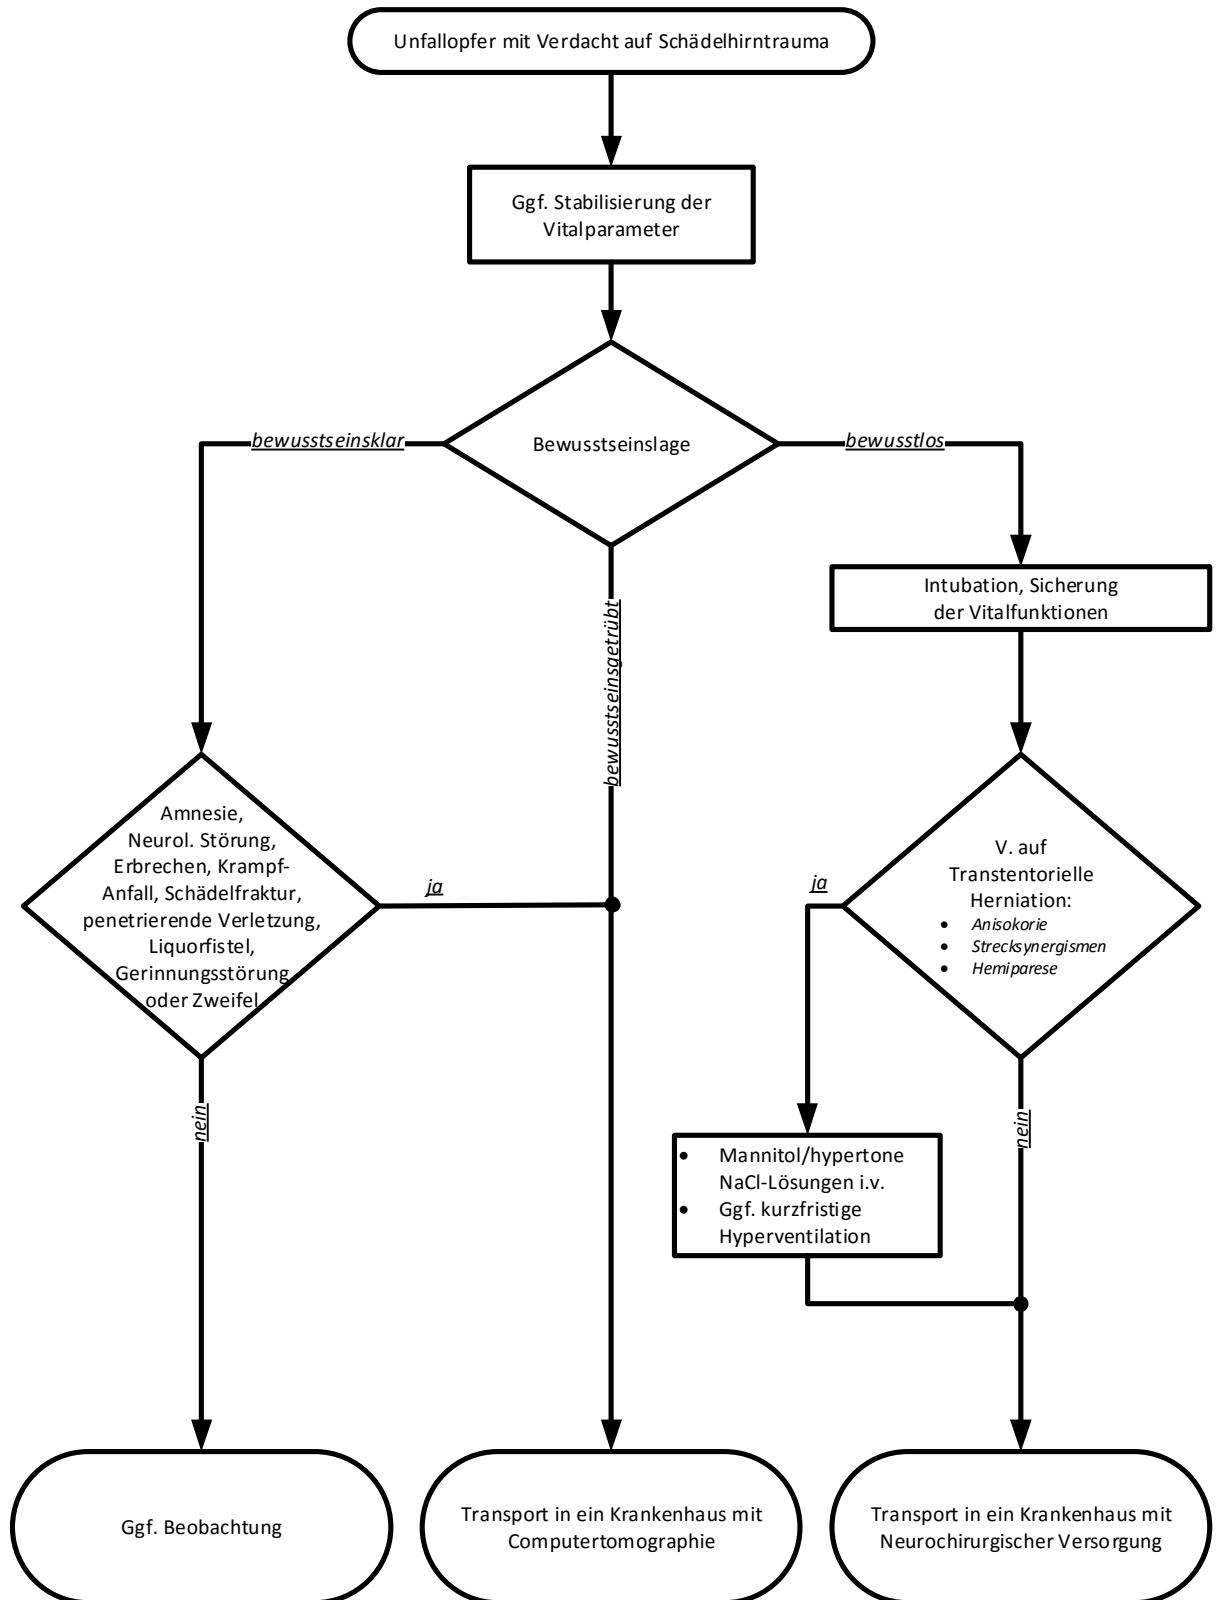 Unfallopfer mit Verdacht auf Schädelhirntrauma
Ggf. Stabilisierung der
Vitalparameter
Bewusstseinslage
bewusstseinsklar
bewusstlos
bewusstseinsgetrübt
Intubation, Sicherung
der Vitalfunktionen
Amnesie,
Neurol. Störung,
Erbrechen, Krampf-
Anfall, Schädelfraktur,
penetrierende Verletzung,
Liquorfistel,
Gerinnungsstörung
oder Zweifel
ja
nein
V. auf
Transtentorielle
Herniation:
• Anisokorie
• Strecksynergismen
• Hemiparese
ja
nein
• Mannitol/hypertone
NaCl-Lösungen i.v.
• Ggf. kurzfristige
Hyperventilation
Ggf. Beobachtung
Transport in ein Krankenhaus mit
Computertomographie
Transport in ein Krankenhaus mit
Neurochirurgischer Versorgung